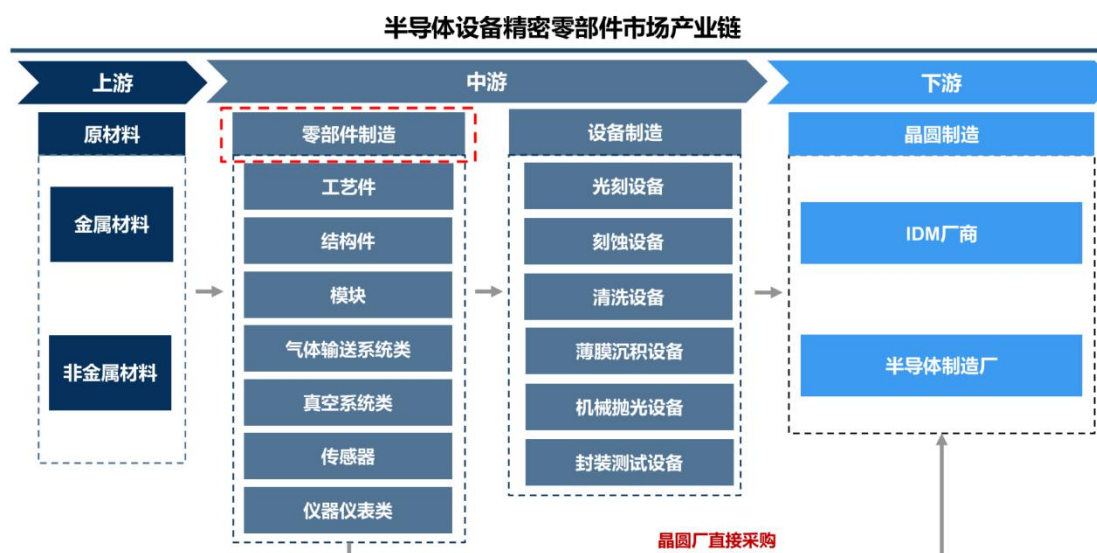 半导体设备精密零部件市场产业链
上游
中游
下游
原材料
金属材料
非金属材料
零部件制造
工艺件
结构件
模块
气体输送系统类
真空系统类
传感器
仪器仪表类
设备制造
光刻设备
刻蚀设备
清洗设备
薄膜沉积设备
机械抛光设备
封装测试设备
晶圆制造
IDM厂商
半导体制造厂
晶圆厂直接采购